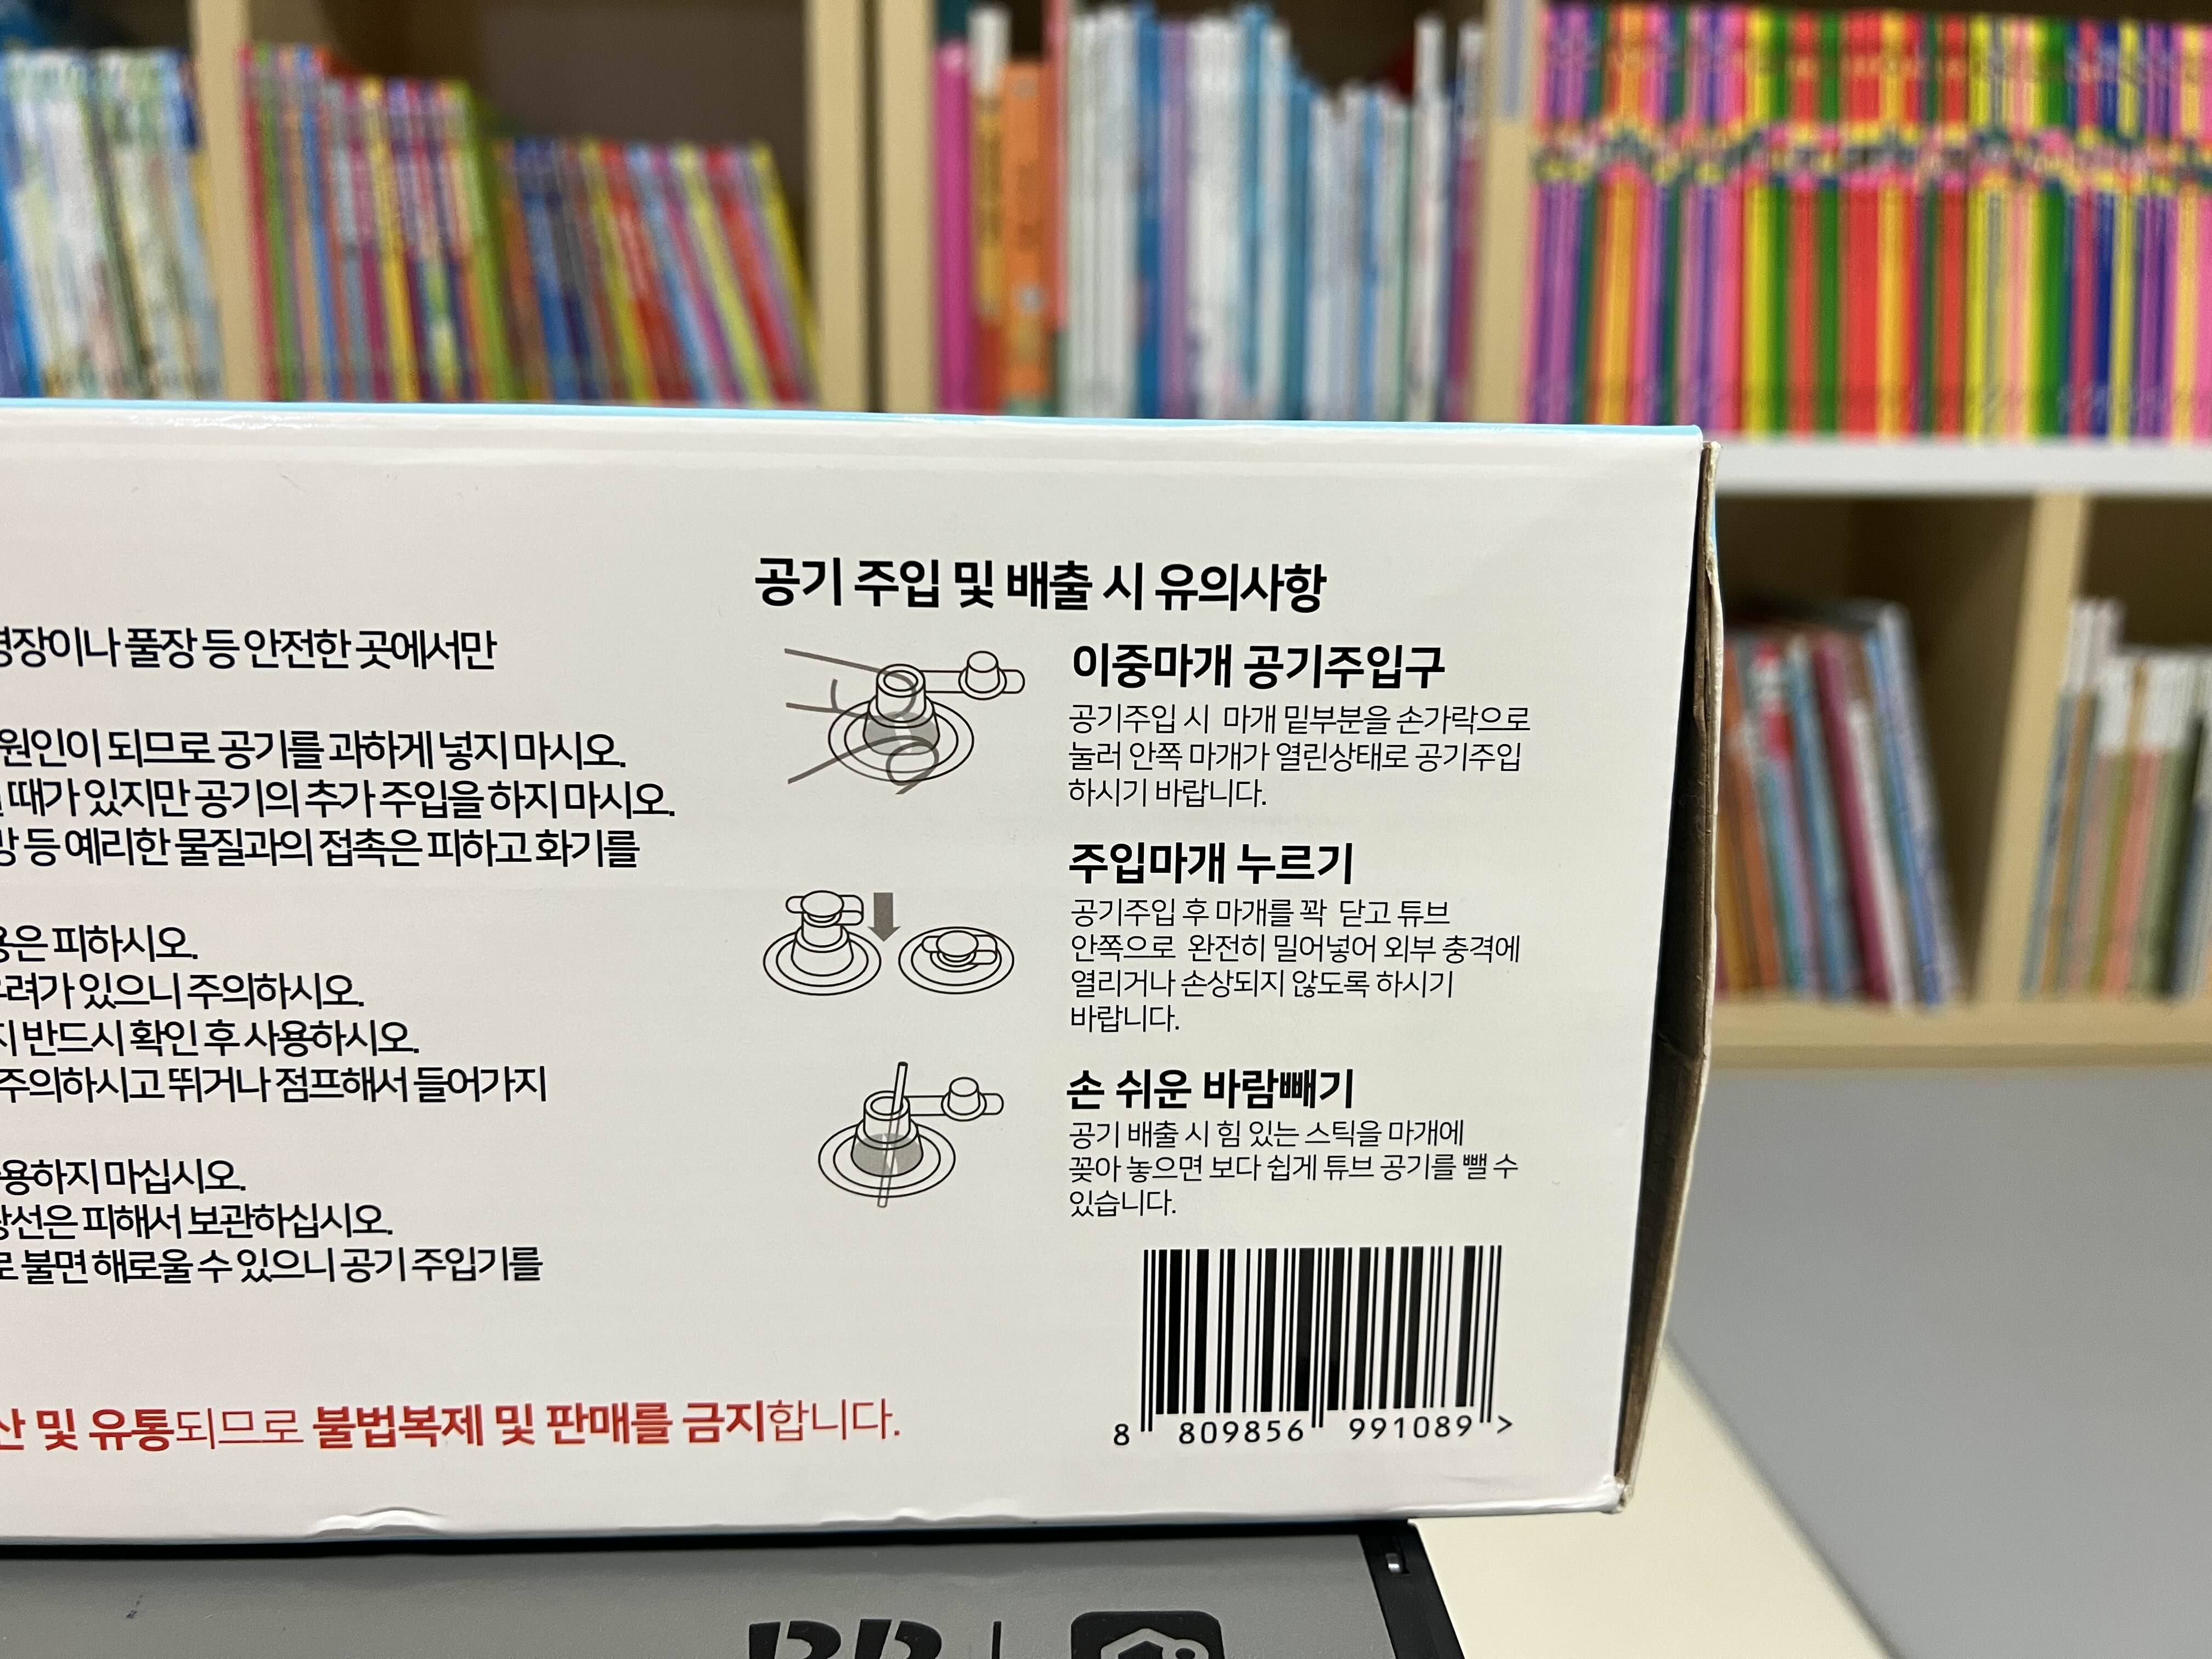 장이나 풀장 등 안전한 곳에서만
원인이 되므로 공기를 과하게 넣지 마시오.
때가 있지만 공기의 추가 주입을 하지 마시오.
등 예리한 물질과의 접촉은 피하고 화기를
은 피하시오.
려가 있으니 주의하시오.
반드시 확인 후 사용하시오.
주의하시고 뛰거나 점프해서 들어가지
용하지 마십시오.
선은 피해서 보관하십시오.
로 불면 해로울 수 있으니 공기 주입기를
산 및 유통되므로 불법복제 및 판매를 금지합니다.
공기 주입 및 배출 시 유의사항
이중마개 공기주입구
공기주입 시 마개 밑부분을 손가락으로
눌러 안쪽 마개가 열린상태로 공기주입
하시기 바랍니다.
주입마개 누르기
공기주입 후 마개를 꽉 닫고 튜브
안쪽으로 완전히 밀어넣어 외부 충격에
열리거나 손상되지 않도록 하시기
바랍니다.
손 쉬운 바람빼기
공기 배출 시 힘 있는 스틱을 마개에
꽂아 놓으면 보다 쉽게 튜브 공기를 뺄 수
있습니다.
8 809856 991089 >